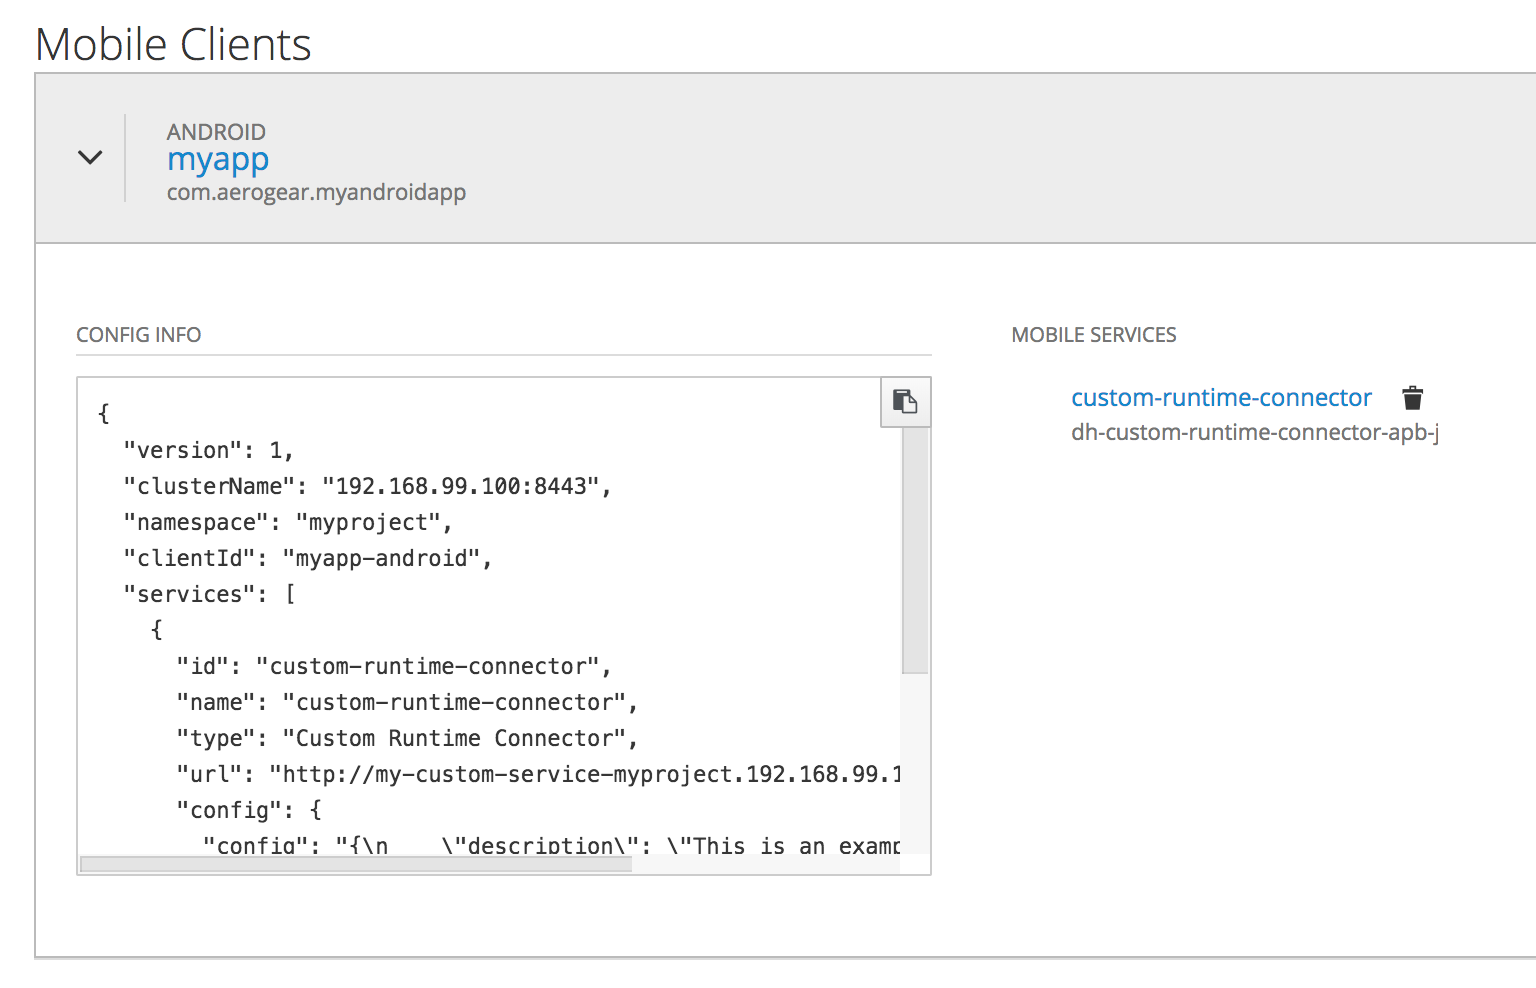 Mobile Clients
ANDROID
myapp
com.aerogear.myandroidapp
CONFIG INFO
{
"version": 1,
"clusterName": "192.168.99.100:8443",
"namespace": "myproject",
"clientId": "myapp-android",
"services": [
{
"id": "custom-runtime-connector",
"name": "custom-runtime-connector",
"type": "Custom Runtime Connector",
"url": "http://my-custom-service-myproject.192.168.99.1
"config": {
"config": "{\n    \"description\": \"This is an examp
MOBILE SERVICES
custom-runtime-connector
dh-custom-runtime-connector-apb-j